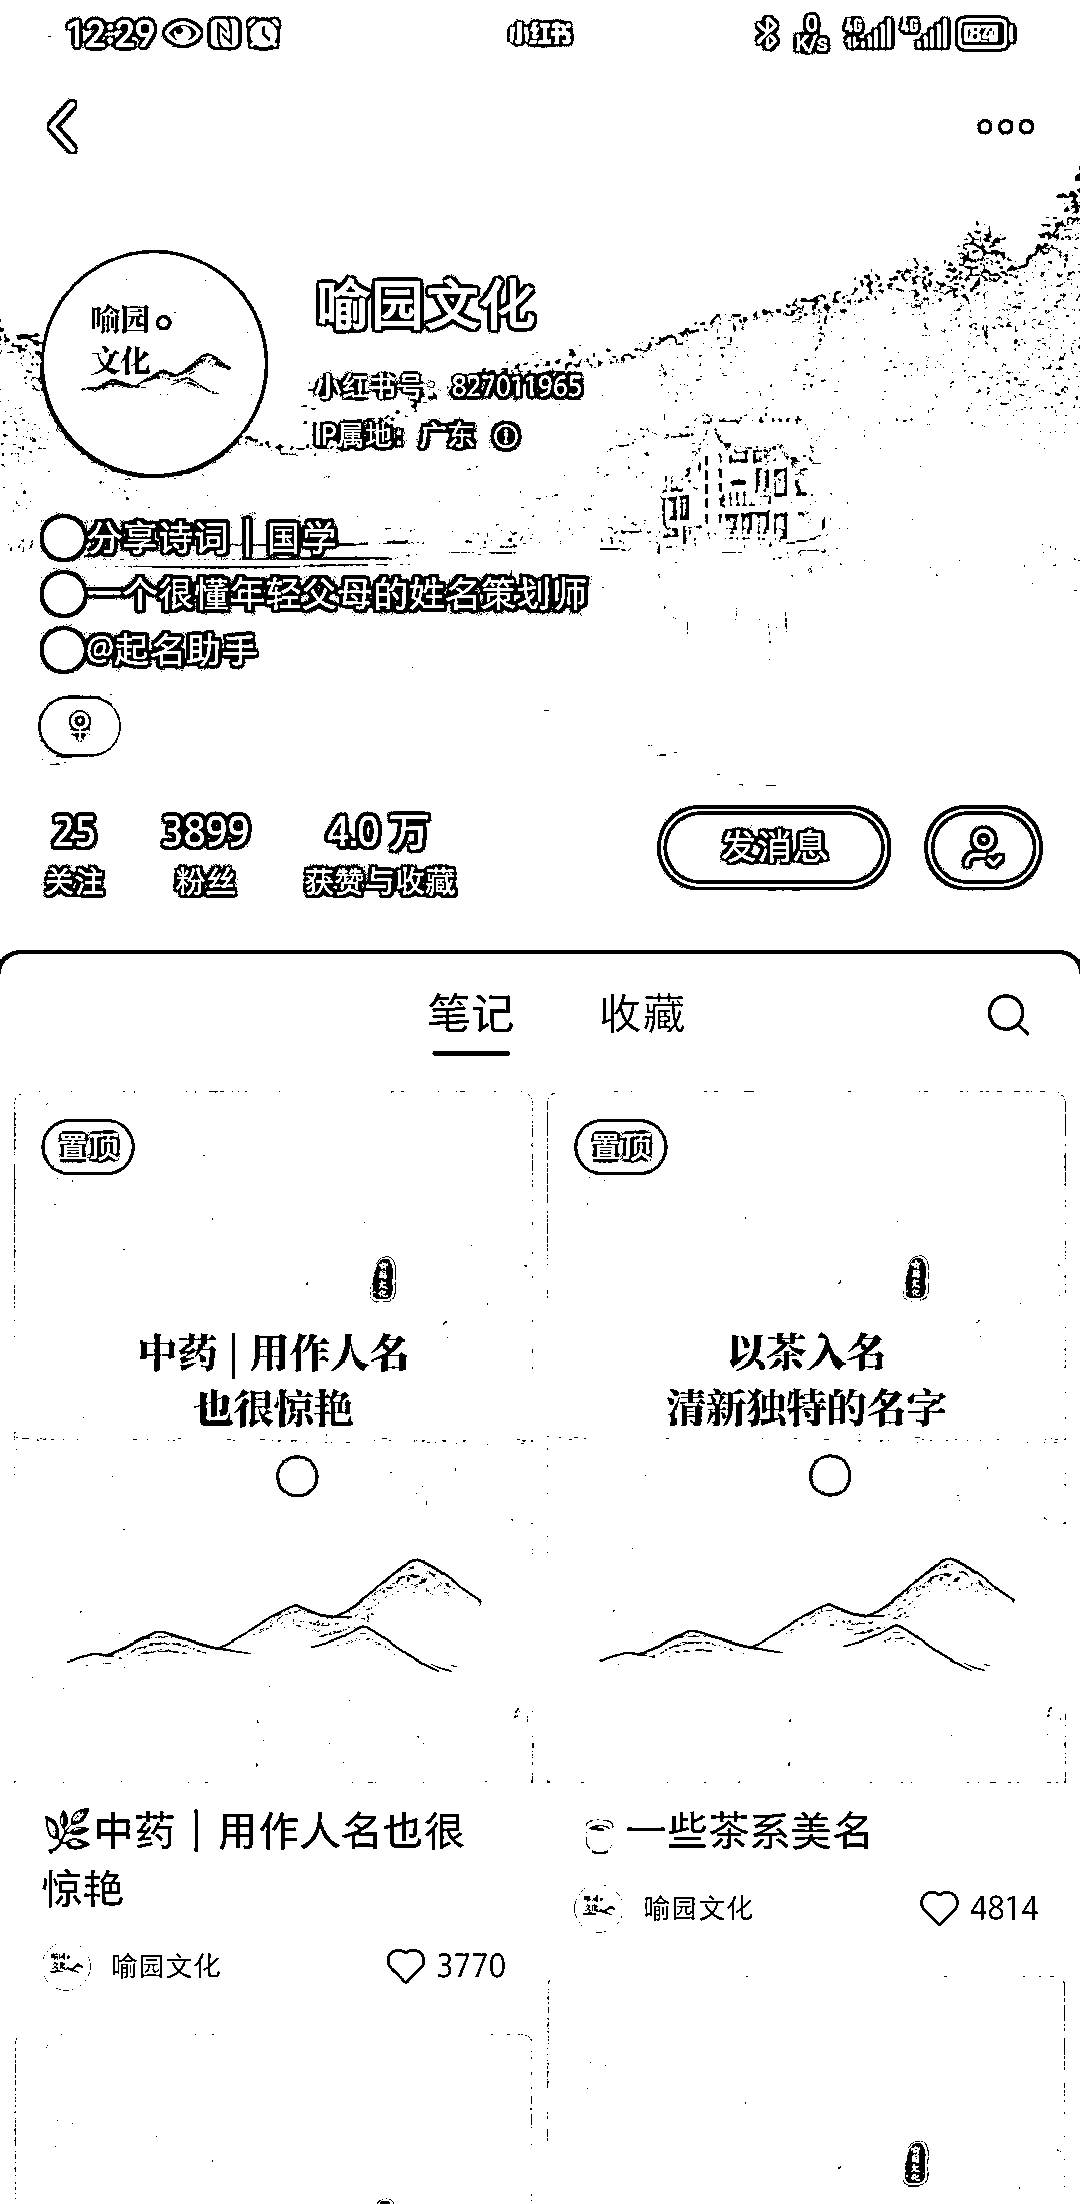 12:29
小红书
0
K/s
4G
4G
84
喻园
文化
喻园文化
小红书号：827011965
IP属地：广东
分享诗词｜国学
一个很懂年轻父母的姓名策划师
@起名助手
25
3899
4.0万
关注
粉丝
获赞与收藏
发消息
笔记
收藏
置顶
中药｜用作人名
也很惊艳
中药｜用作人名也很
惊艳
喻园文化
3770
置顶
以茶入名
清新独特的名字
一些茶系美名
喻园文化
4814